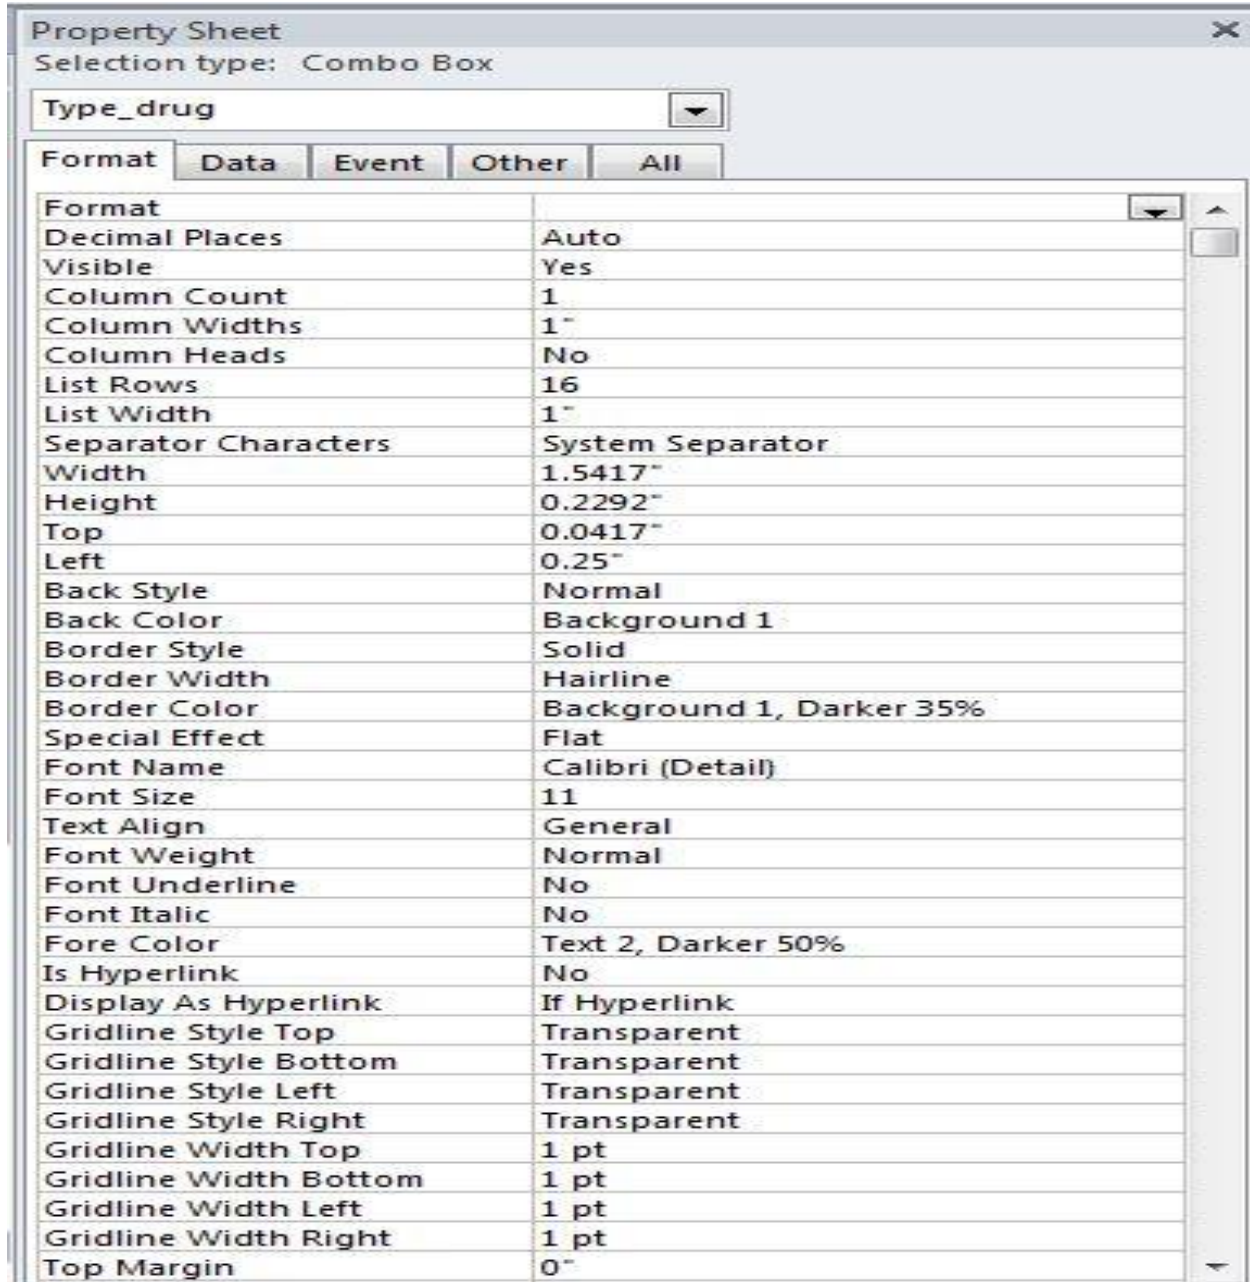 Property Sheet
Selection type: Combo Box
Type_drug
Format Data Event Other All
Format
Decimal Places Auto
Visible Yes
Column Count 1
Column Widths 1"
Column Heads No
List Rows 16
List Width 1"
Separator Characters System Separator
Width 1.5417"
Height 0.2292"
Top 0.0417"
Left 0.25"
Back Style Normal
Back Color Background 1
Border Style Solid
Border Width Hairline
Border Color Background 1, Darker 35%
Special Effect Flat
Font Name Calibri (Detail)
Font Size 11
Text Align General
Font Weight Normal
Font Underline No
Font Italic No
Fore Color Text 2, Darker 50%
Is Hyperlink No
Display As Hyperlink If Hyperlink
Gridline Style Top Transparent
Gridline Style Bottom Transparent
Gridline Style Left Transparent
Gridline Style Right Transparent
Gridline Width Top 1 pt
Gridline Width Bottom 1 pt
Gridline Width Left 1 pt
Gridline Width Right 1 pt
Top Margin 0"